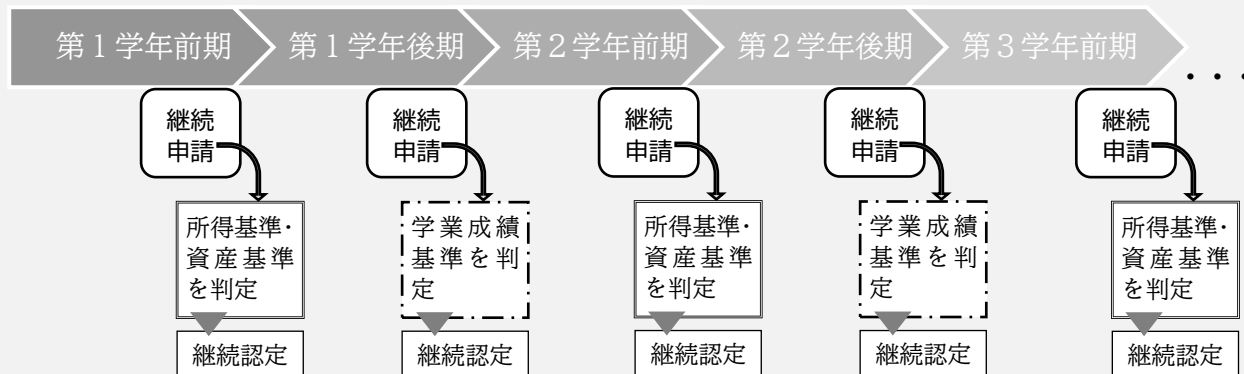 第1学年前期
第1学年後期
第2学年前期
第2学年後期
第3学年前期
・・・
継続
申請
継続
申請
継続
申請
継続
申請
継続
申請
所得基準・
資産基準
を判定
学業成績
基準を判
定
所得基準・
資産基準
を判定
学業成績
基準を判
定
所得基準・
資産基準
を判定
継続認定
継続認定
継続認定
継続認定
継続認定